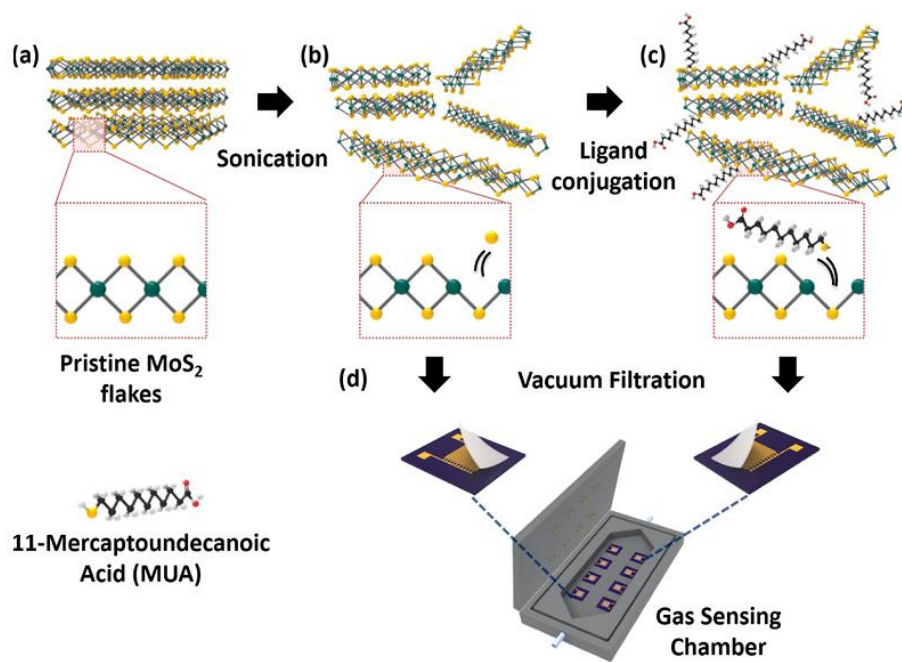 (a)
(b)
(c)
Sonication
Ligand
conjugation
Pristine MoS₂
flakes
(d)
Vacuum Filtration
11-Mercaptoundecanoic
Acid (MUA)
Gas Sensing
Chamber